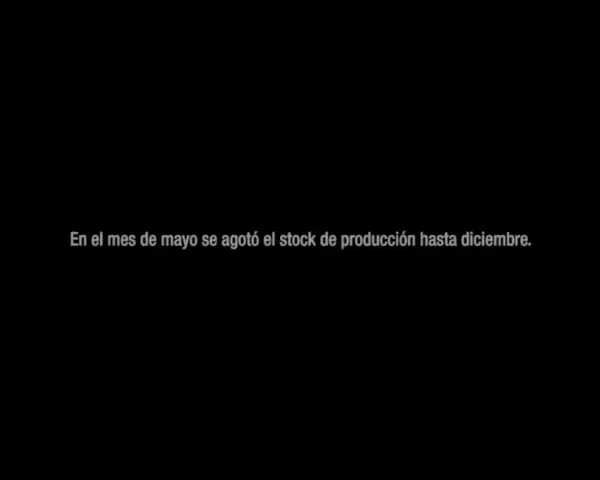 En el mes de mayo se agotó el stock de producción hasta diciembre.